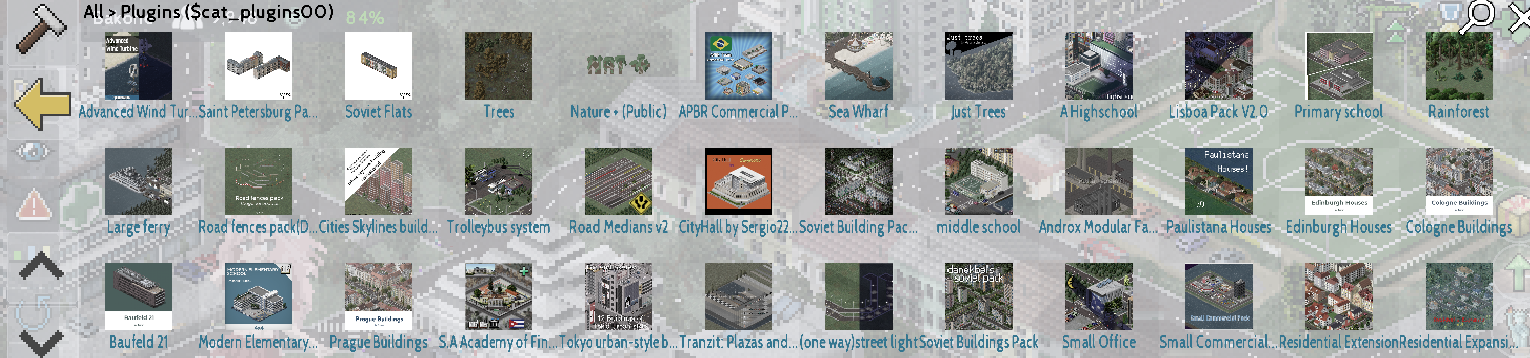 All > Plugins ($cat_plugins00)
84%
Advanced Wind Tur... Saint Petersburg Pa... Soviet Flats Trees Nature + (Public) APBR Commercial P... Sea Wharf Just Trees A Highschool Lisboa Pack V2.0 Primary school Rainforest
Large ferry Road fences pack(D... Cities Skylines build... Trolleybus system Road Medians v2 CityHall by Sergio22... Soviet Building Pac... middle school Androx Modular Fa... Paulistana Houses Edinburgh Houses Cologne Buildings
Baufeld 21 Modern Elementary... Prague Buildings S.A Academy of Fin... Tokyo urban-style b... Tranzit: Plazas and... (one way)street light Soviet Buildings Pack Small Office Small Commercial... Residential Extension Residential Expansi...